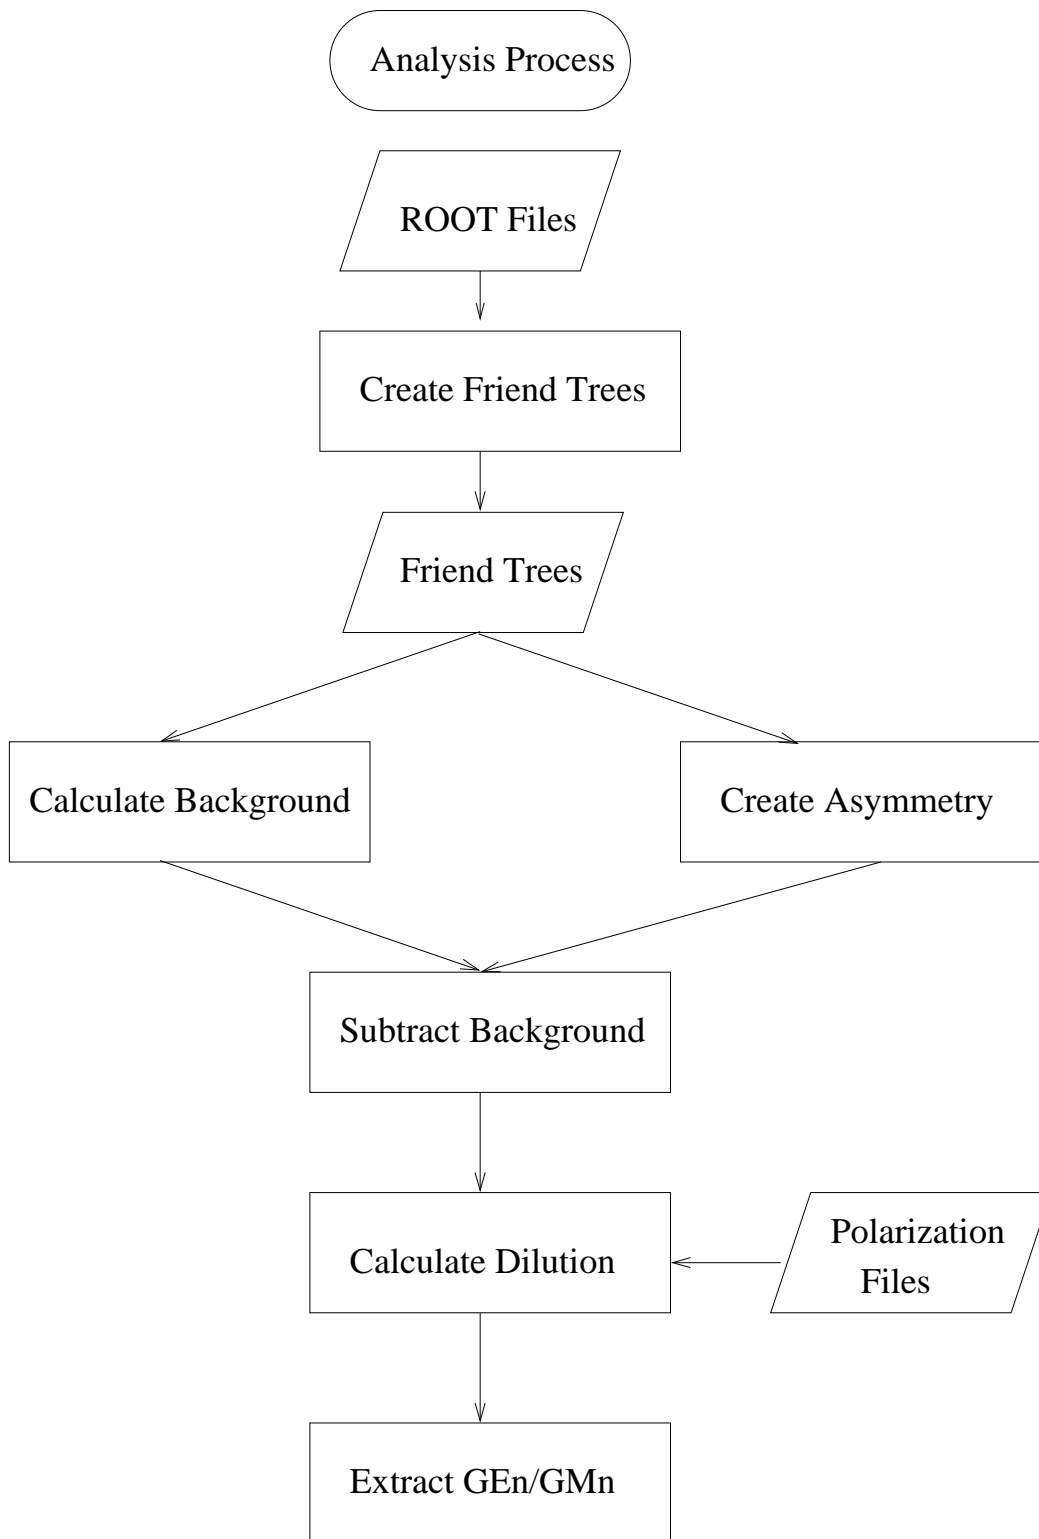 Analysis Process
ROOT Files
Create Friend Trees
Friend Trees
Calculate Background
Create Asymmetry
Subtract Background
Calculate Dilution
Polarization
Files
Extract GEn/GMn